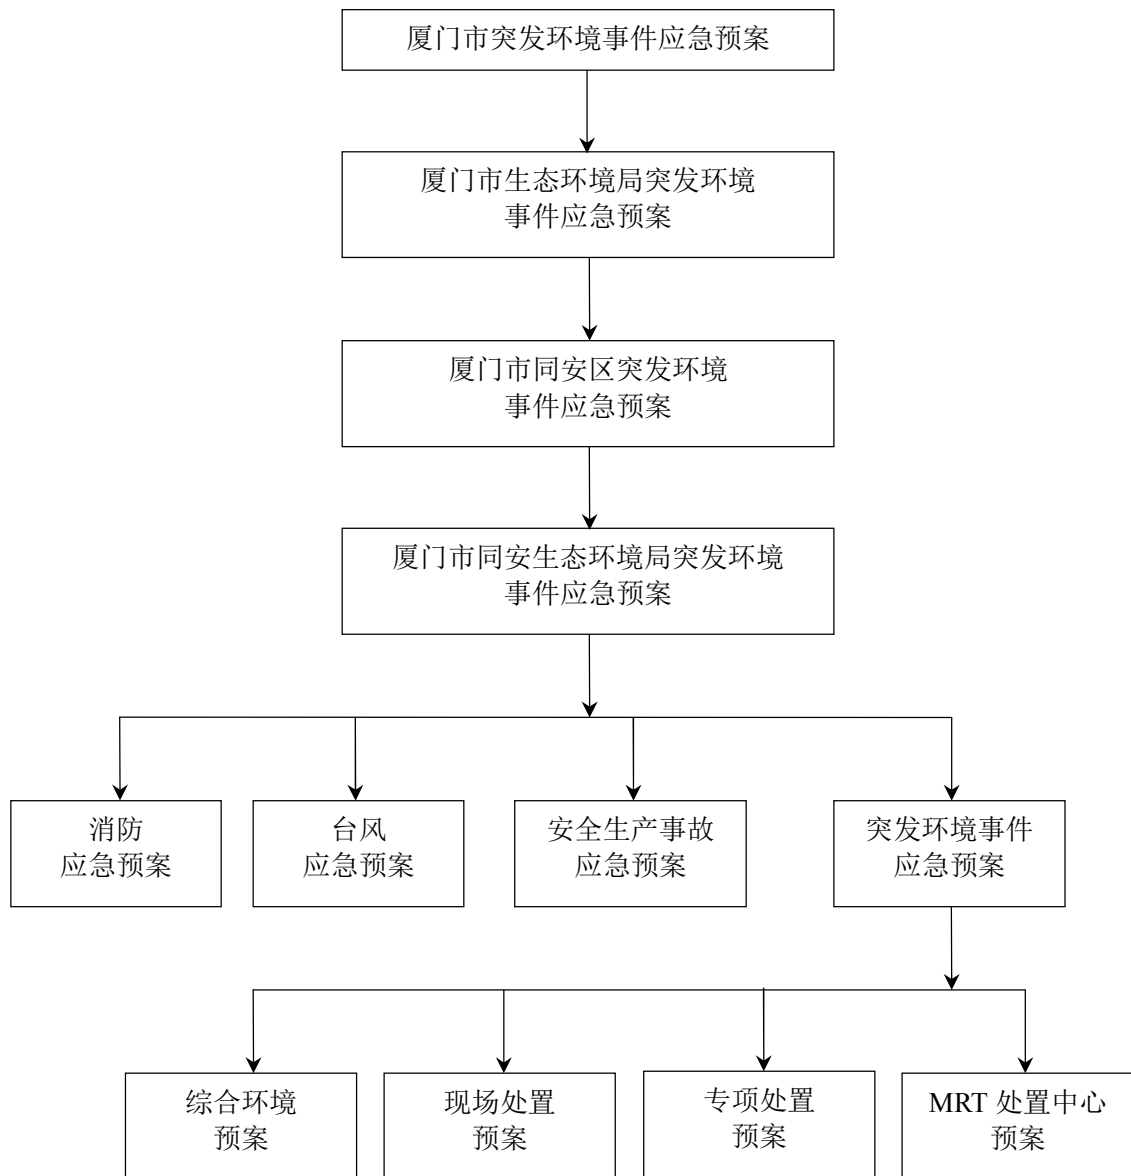 厦门市突发环境事件应急预案
厦门市生态环境局突发环境
事件应急预案
厦门市同安区突发环境
事件应急预案
厦门市同安生态环境局突发环境
事件应急预案
消防
应急预案
台风
应急预案
安全生产事故
应急预案
突发环境事件
应急预案
综合环境
预案
现场处置
预案
专项处置
预案
MRT 处置中心
预案